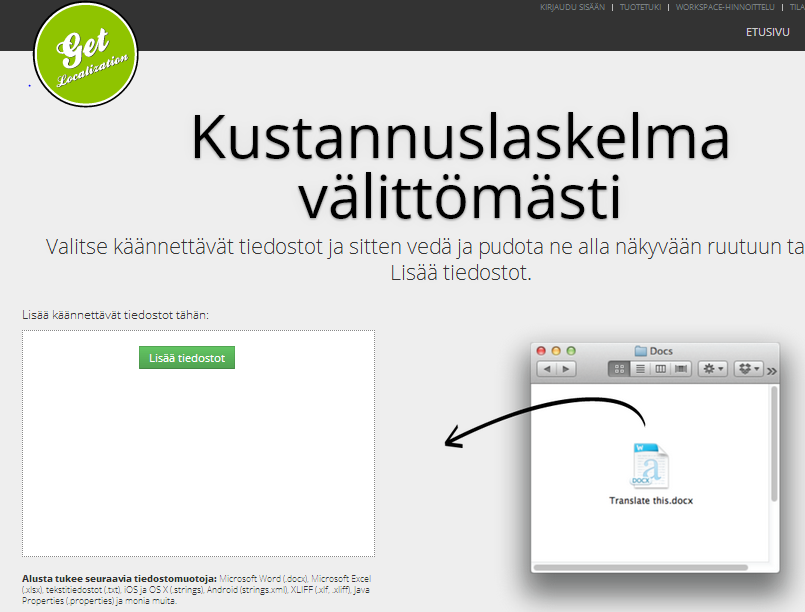 KIRJAUDU SISÄÄN | TUOTETUKI | WORKSPACE-HINNOITTELU | TILA
ETUSIVU
Get
Localization
Kustannuslaskelma
välittömästi
Valitse käännettävät tiedostot ja sitten vedä ja pudota ne alla näkyvään ruutuun ta
Lisää tiedostot.
Lisää käännettävät tiedostot tähän:
Lisää tiedostot
Docs
DOCX
Translate this.docx
Alusta tukee seuraavia tiedostomuotoja: Microsoft Word (.docx), Microsoft Excel
(.xlsx), tekstitiedostot (.txt), iOS ja OS X (.strings), Android (strings.xml), XLIFF (.xlf, .xliff), Java
Properties (.properties) ja monia muita.